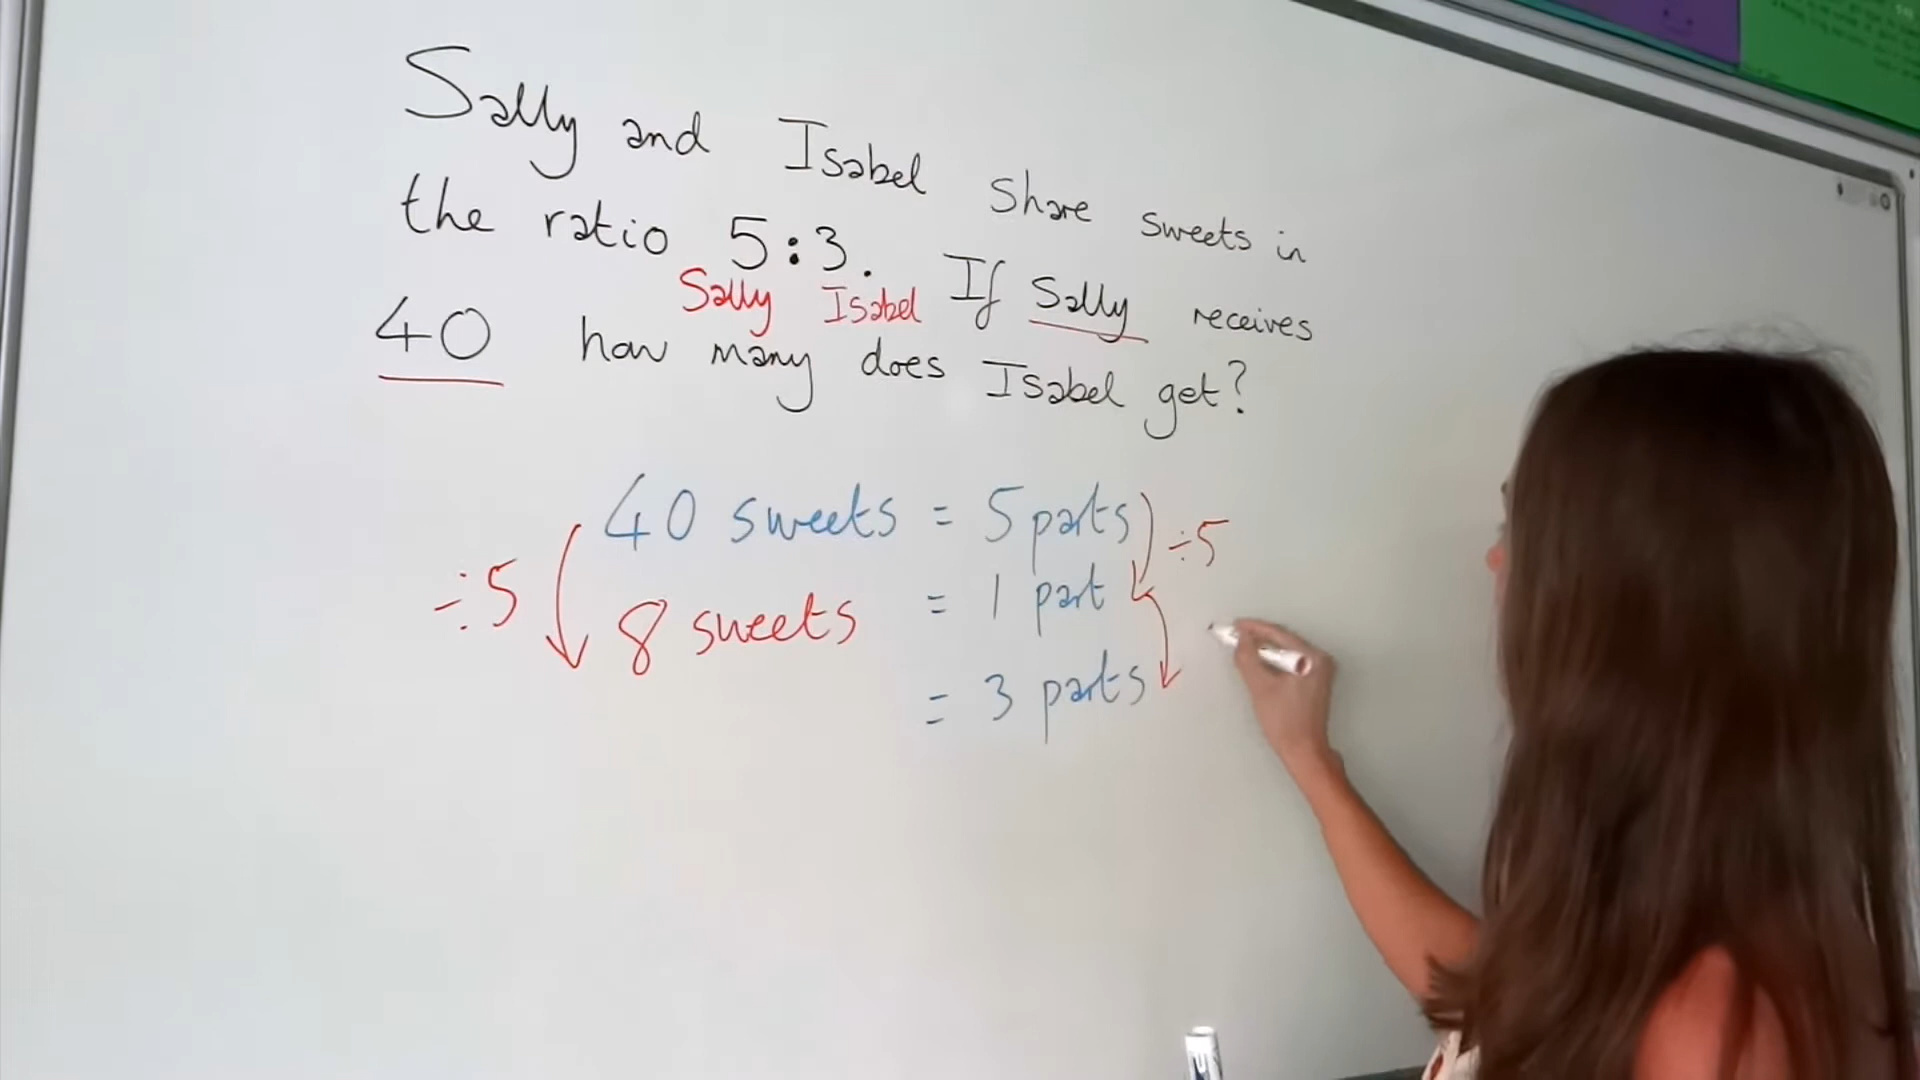 Sally and Isabel share sweets in
the ratio 5:3. If Sally receives
Sally Isabel
40 how many does Isabel get?
40 sweets = 5 parts ÷5
÷5 8 sweets = 1 part
= 3 parts